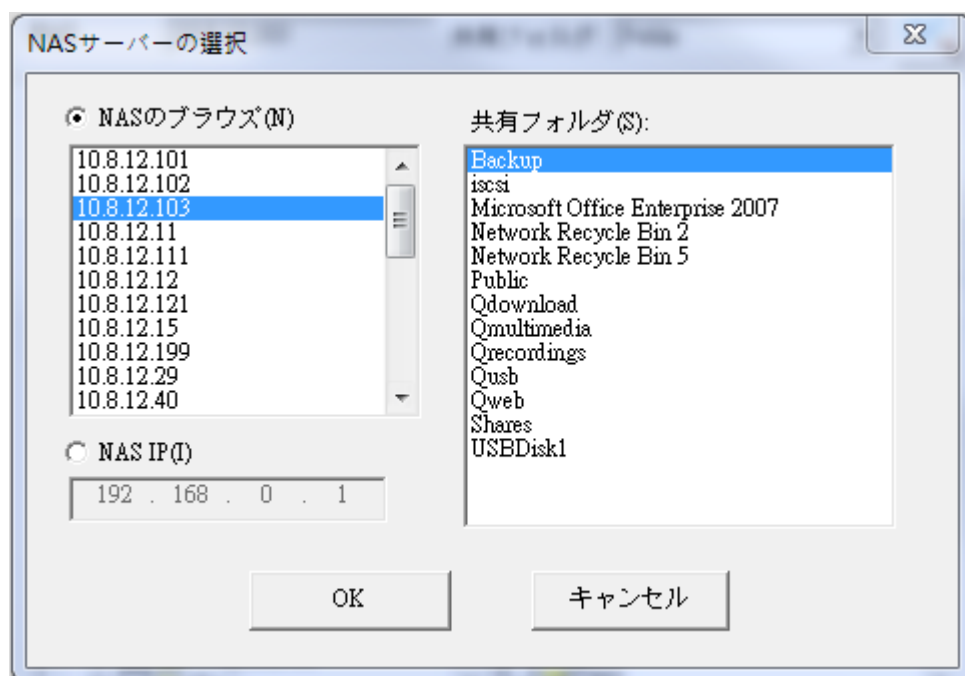 NASサーバーの選択
NASのブラウズ(N)
10.8.12.101
10.8.12.102
10.8.12.103
10.8.12.11
10.8.12.111
10.8.12.12
10.8.12.121
10.8.12.15
10.8.12.199
10.8.12.29
10.8.12.40
NAS IP(I)
192 . 168 . 0 . 1
共有フォルダ(S):
Backup
iscsi
Microsoft Office Enterprise 2007
Network Recycle Bin 2
Network Recycle Bin 5
Public
Qdownload
Qmultimedia
Qrecordings
Qusb
Qweb
Shares
USBDisk1
OK
キャンセル